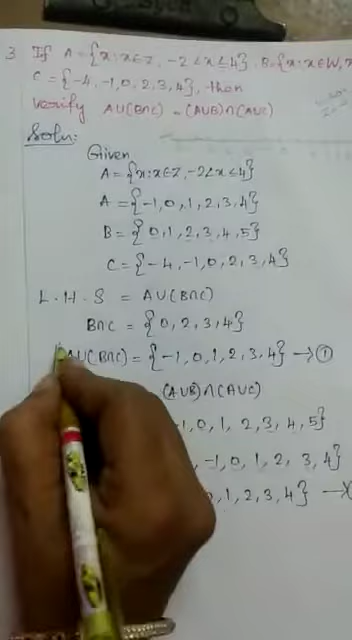 3 If A = {x : x ∈ Z, -2 < x ≤ 4}, B = {x : x ∈ W, x
C = {-4, -1, 0, 2, 3, 4}, then
Verify A∪(B∩C) = (A∪B)∩(A∪C)
Soln:
Given
A = {x : x ∈ Z, -2 < x ≤ 4}
A = {-1, 0, 1, 2, 3, 4}
B = {0, 1, 2, 3, 4, 5}
C = {-4, -1, 0, 2, 3, 4}
L.H.S = A∪(B∩C)
B∩C = {0, 2, 3, 4}
A∪(B∩C) = {-1, 0, 1, 2, 3, 4} → ①
(A∪B)∩(A∪C)
1, 0, 1, 2, 3, 4, 5}
, -1, 0, 1, 2, 3, 4}
0, 1, 2, 3, 4} →